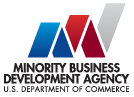 MINORITY BUSINESS
DEVELOPMENT AGENCY
U.S. DEPARTMENT OF COMMERCE